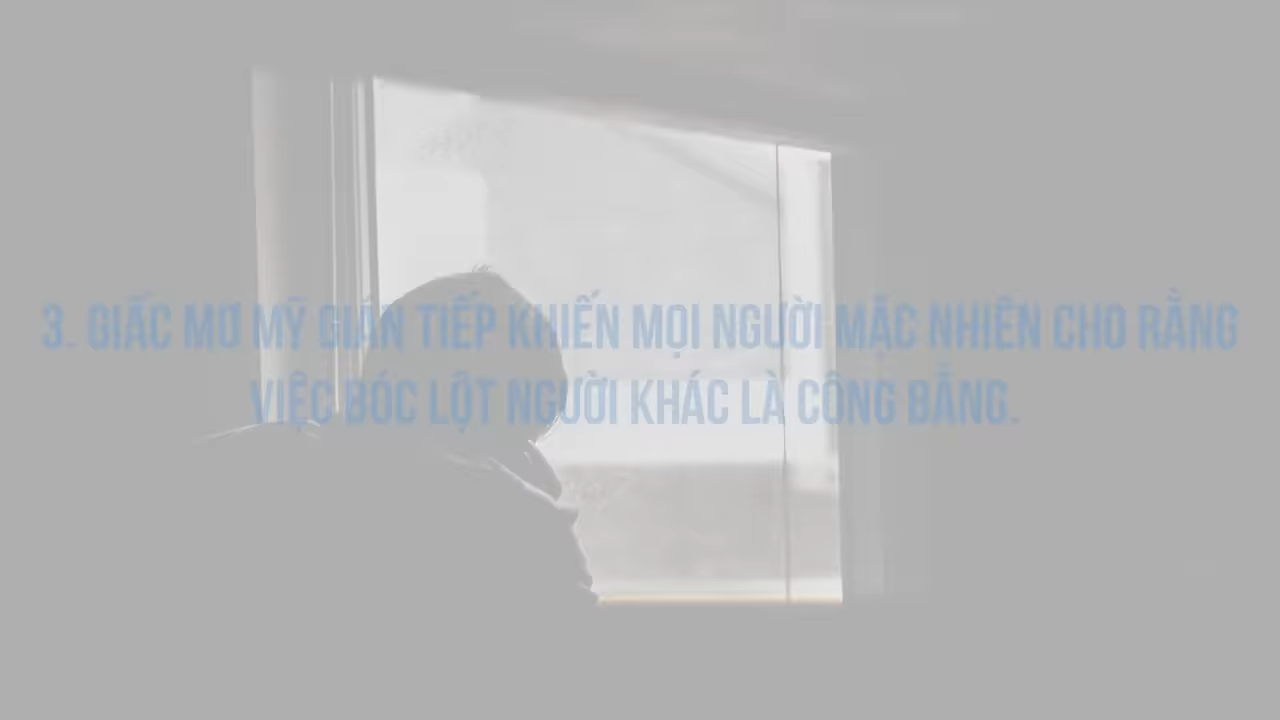 3. GIẤC MƠ MỸ GIÁN TIẾP KHIẾN MỌI NGƯỜI MẶC NHIÊN CHO RẰNG
VIỆC BÓC LỘT NGƯỜI KHÁC LÀ CÔNG BẰNG.